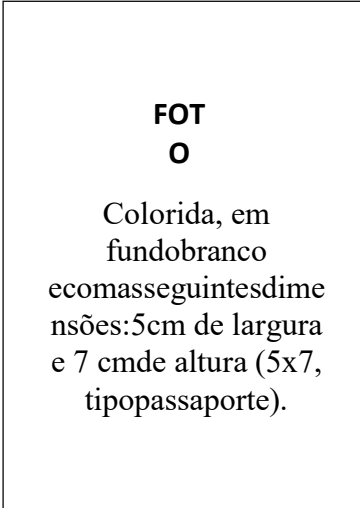 FOT
O
Colorida, em
fundobranco
ecomasseguintesdime
nsões:5cm de largura
e 7 cmde altura (5x7,
tipopassaporte).